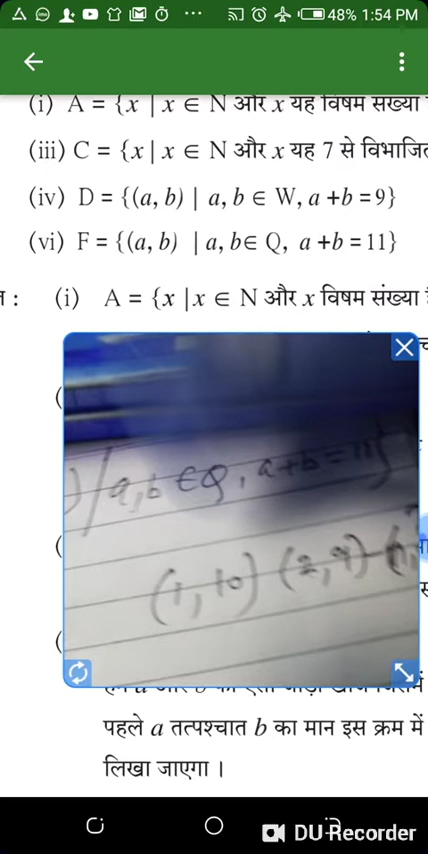 48% 1:54 PM
(i) A = {x | x ∈ N और x यह विषम संख्या
(iii) C = {x | x ∈ N और x यह 7 से
(iv) D = {(a, b) | a, b ∈ W, a +b = 9}
(vi) F = {(a, b) | a, b∈ Q, a +b = 11}
: (i) A = {x | x ∈ N और x विषम संख्या
)/a,b ∈Q, a+b=11}
(1,10) (2,9)
पहले a तत्पश्चात b का मान इस क्रम में
लिखा जाएगा ।
DU Recorder